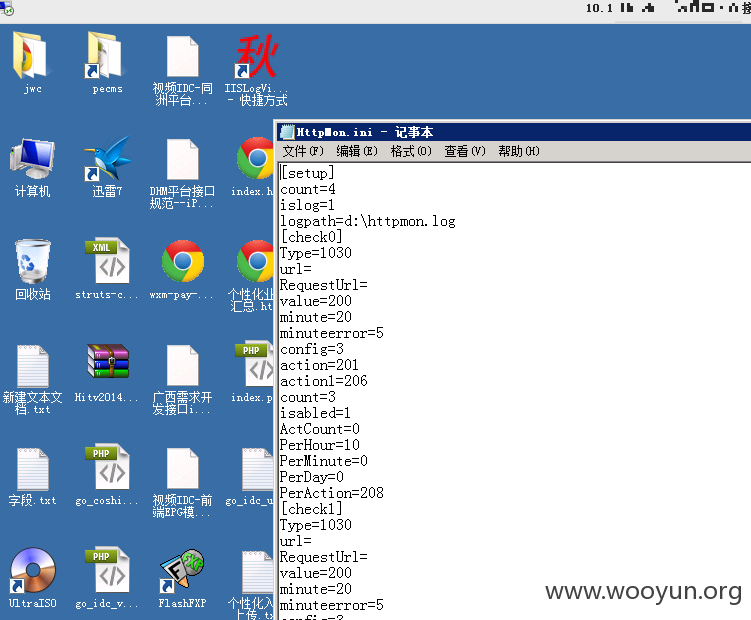 10.1
jwc
pecms
视频IDC-同
洲平台...
IISLogVi...
- 快捷方式
HttpMon.ini - 记事本
文件(F) 编辑(E) 格式(O) 查看(V) 帮助(H)
计算机
迅雷7
DHM平台接口
规范--iP...
index.h
回收站
XML
struts-c...
wxm-pay-...
个性化业
汇总.ht
新建文本文
档.txt
Hitv2014...
广西需求开
发接口i...
PHP
index.p
字段.txt
PHP
go_coshi...
视频IDC-前
端EPG模...
go_idc_u
UltraISO
PHP
go_idc_v...
FlashFXP
个性化入
上传.tx
[setup]
count=4
islog=1
logpath=d:\httpmon.log
[check0]
Type=1030
url=
RequestUrl=
value=200
minute=20
minuteerror=5
config=3
action=201
action1=206
count=3
isabled=1
ActCount=0
PerHour=10
PerMinute=0
PerDay=0
PerAction=208
[check1]
Type=1030
url=
RequestUrl=
value=200
minute=20
minuteerror=5
config=3
www.wooyun.org